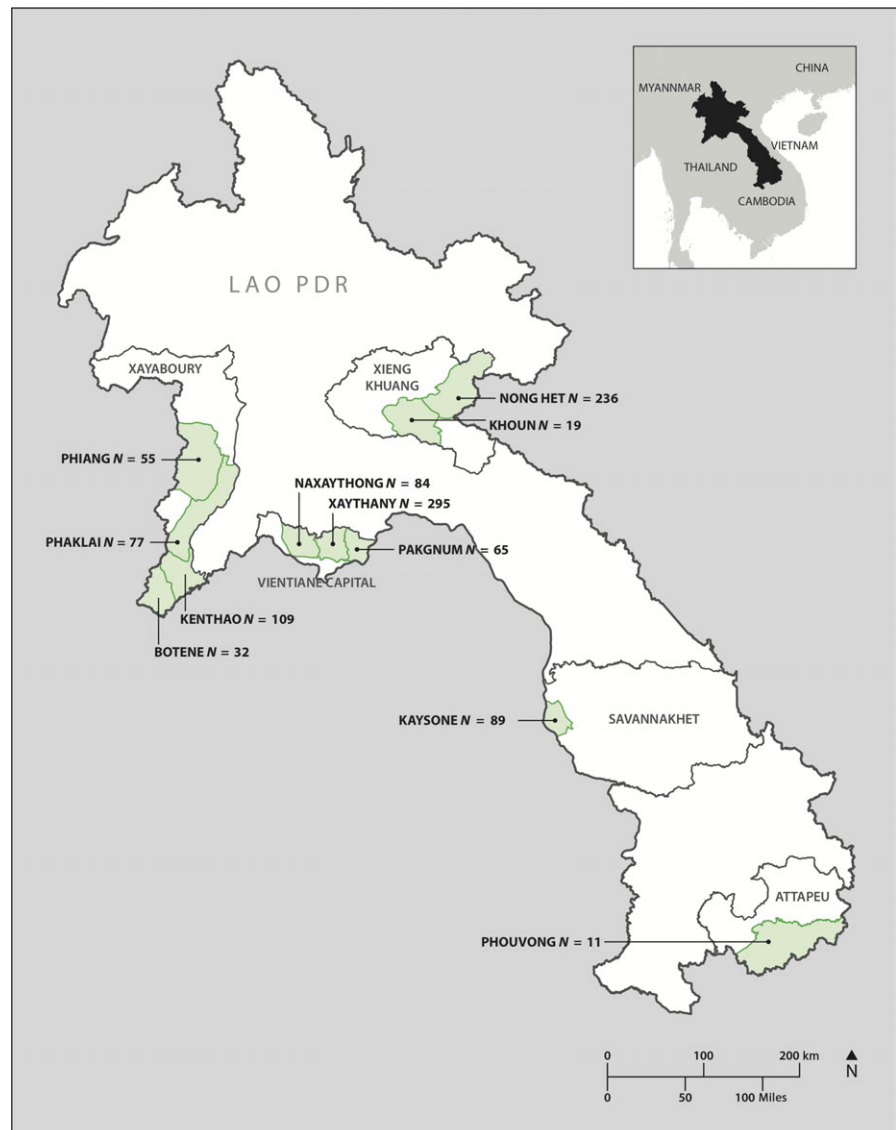 CHINA
MYANNMAR
VIETNAM
THAILAND
CAMBODIA
LAO PDR
XAYABOURY
XIENG
KHUANG
NONG HET N = 236
KHOUN N = 19
PHIANG N = 55
NAXAYTHONG N = 84
XAYTHANY N = 295
PHAKLAI N = 77
PAKGNUM N = 65
VIENTIANE CAPITAL
KENTHAO N = 109
BOTENE N = 32
KAYSONE N = 89
SAVANNAKHET
ATTAPEU
PHOUVONG N = 11
0 100 200 km
N
0 50 100 Miles